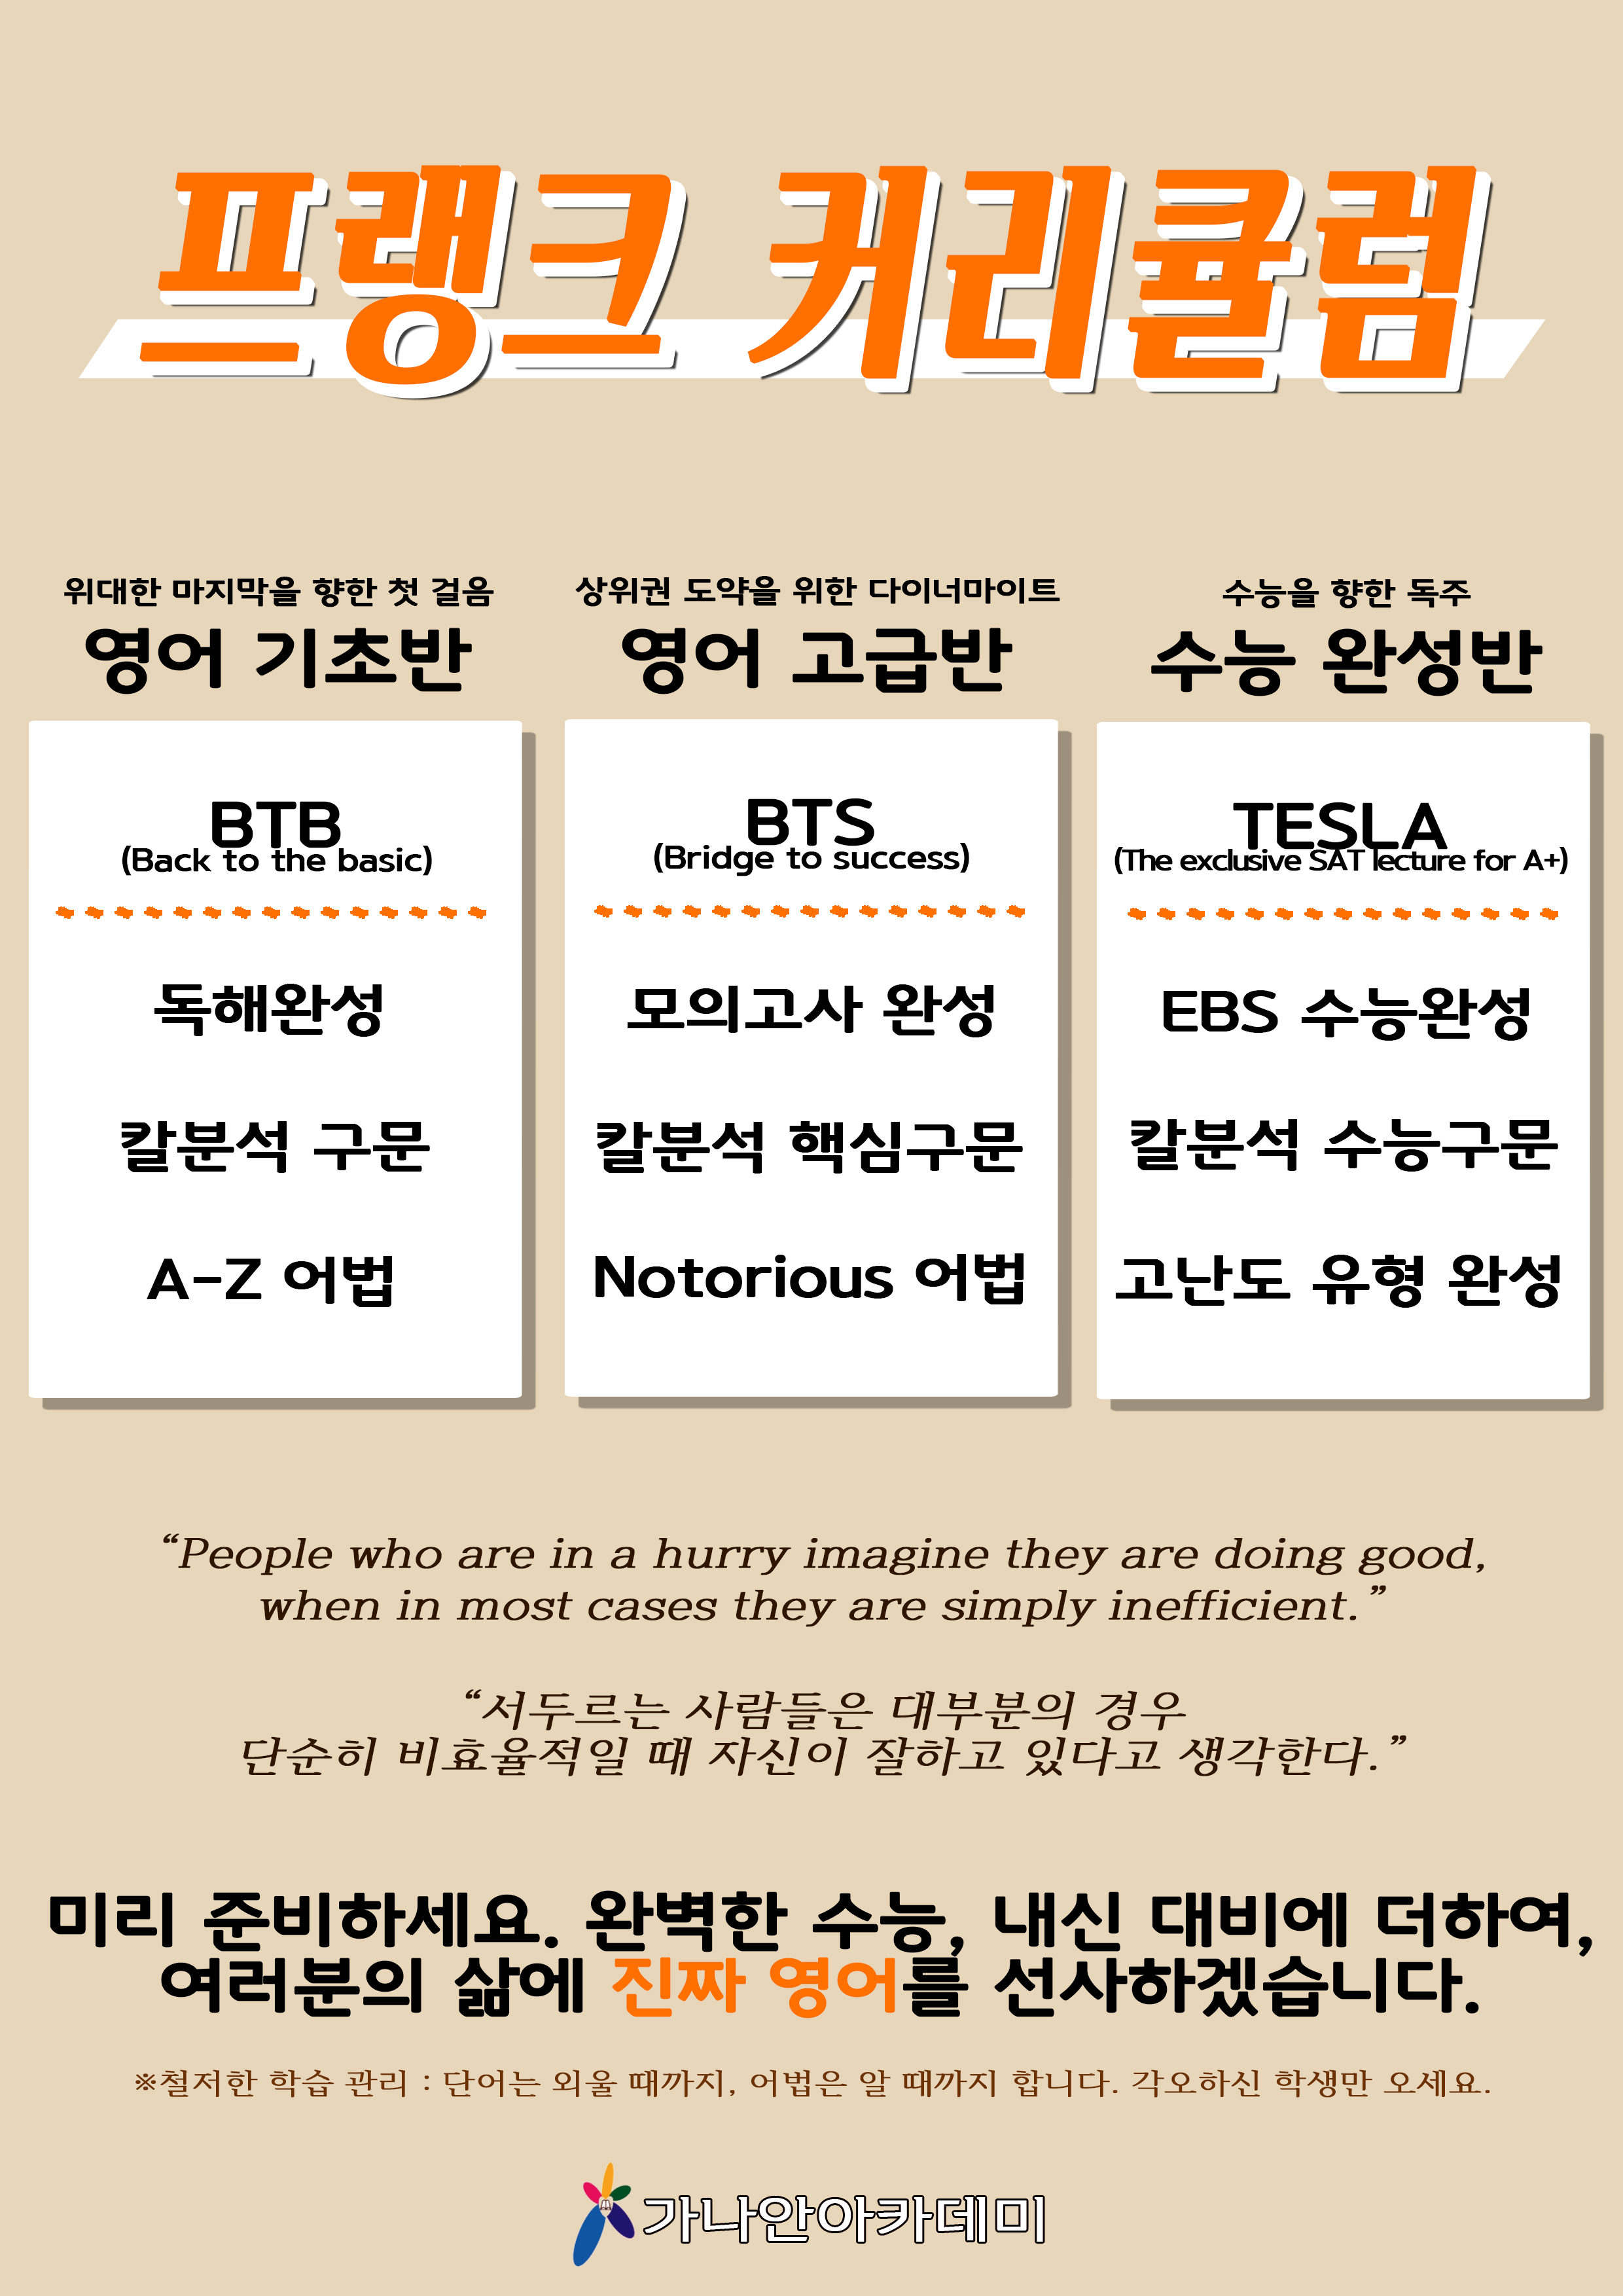 프랭크 커리큘럼
위대한 마지막을 향한 첫 걸음
영어 기초반
BTB
(Back to the basic)
독해완성
칼분석 구문
A-Z 어법
상위권 도약을 위한 다이너마이트
영어 고급반
BTS
(Bridge to success)
모의고사 완성
칼분석 핵심구문
Notorious 어법
수능을 향한 독주
수능 완성반
TESLA
(The exclusive SAT lecture for A+)
EBS 수능완성
칼분석 수능구문
고난도 유형 완성
“People who are in a hurry imagine they are doing good,
when in most cases they are simply inefficient.”
“서두르는 사람들은 대부분의 경우
단순히 비효율적일 때 자신이 잘하고 있다고 생각한다.”
미리 준비하세요. 완벽한 수능, 내신 대비에 더하여,
여러분의 삶에 진짜 영어를 선사하겠습니다.
※철저한 학습 관리 : 단어는 외울 때까지, 어법은 알 때까지 합니다. 각오하신 학생만 오세요.
가나안아카데미